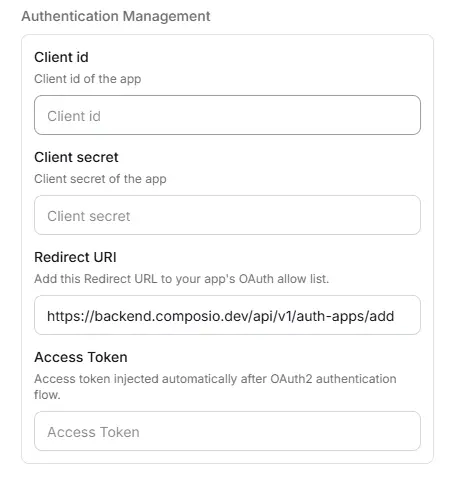 Authentication Management
Client id
Client id of the app
Client id
Client secret
Client secret of the app
Client secret
Redirect URI
Add this Redirect URL to your app's OAuth allow list.
https://backend.composio.dev/api/v1/auth-apps/add
Access Token
Access token injected automatically after OAuth2 authentication
flow.
Access Token